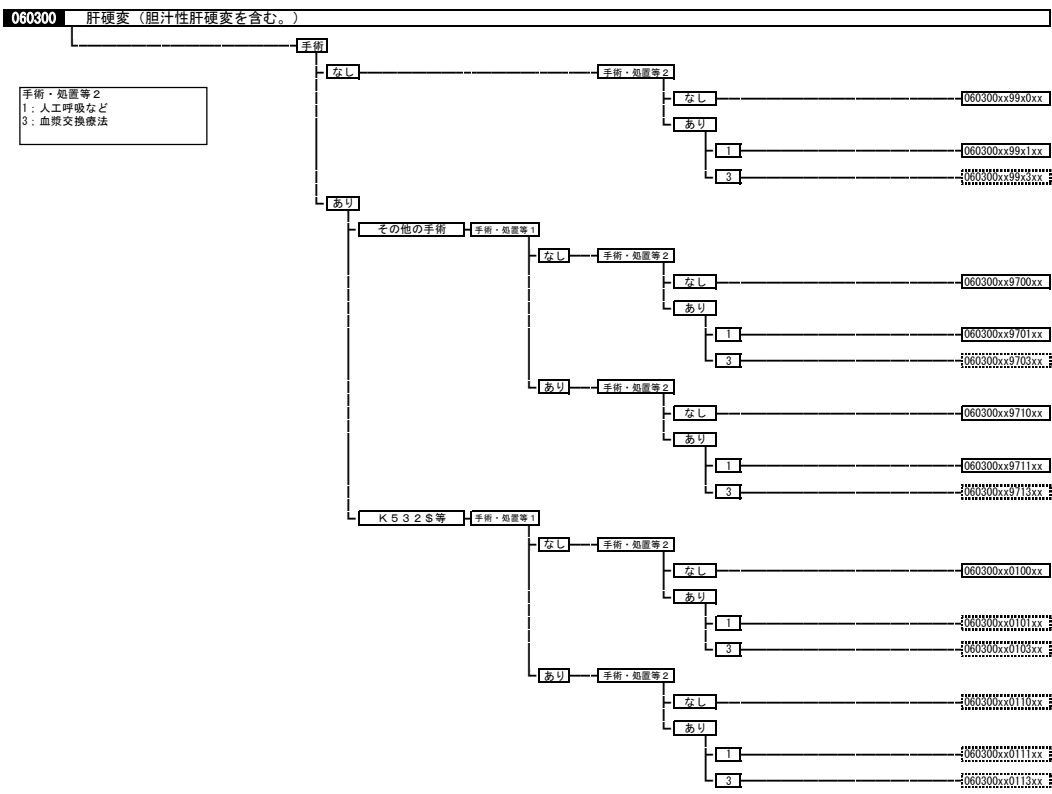 060300 肝硬変（胆汁性肝硬変を含む。）
手術
なし 手術・処置等２
手術・処置等２
1：人工呼吸など
3：血漿交換療法
なし 060300xx99x0xx
あり
1 060300xx99x1xx
3 060300xx99x3xx
あり
その他の手術 手術・処置等１
なし 手術・処置等２
なし 060300xx9700xx
あり
1 060300xx9701xx
3 060300xx9703xx
あり 手術・処置等２
なし 060300xx9710xx
あり
1 060300xx9711xx
3 060300xx9713xx
Ｋ５３２＄等 手術・処置等１
なし 手術・処置等２
なし 060300xx0100xx
あり
1 060300xx0101xx
3 060300xx0103xx
あり 手術・処置等２
なし 060300xx0110xx
あり
1 060300xx0111xx
3 060300xx0113xx